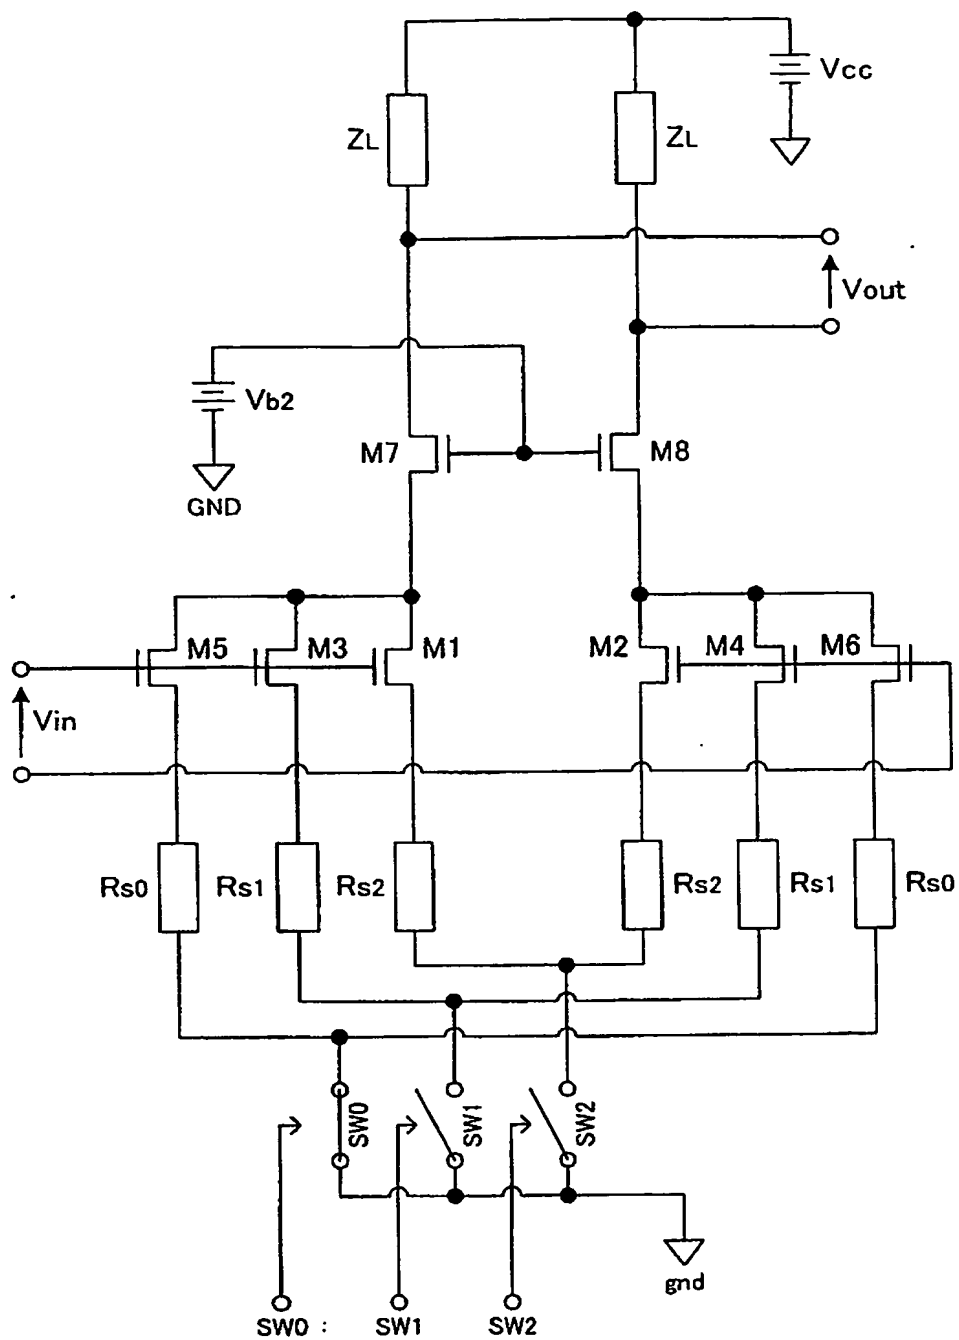 Vcc
ZL
ZL
Vout
Vb2
M7
M8
GND
M5
M3
M1
M2
M4
M6
Vin
Rs0
Rs1
Rs2
Rs2
Rs1
Rs0
SW0
SW1
SW2
gnd
SW0 :
SW1
SW2